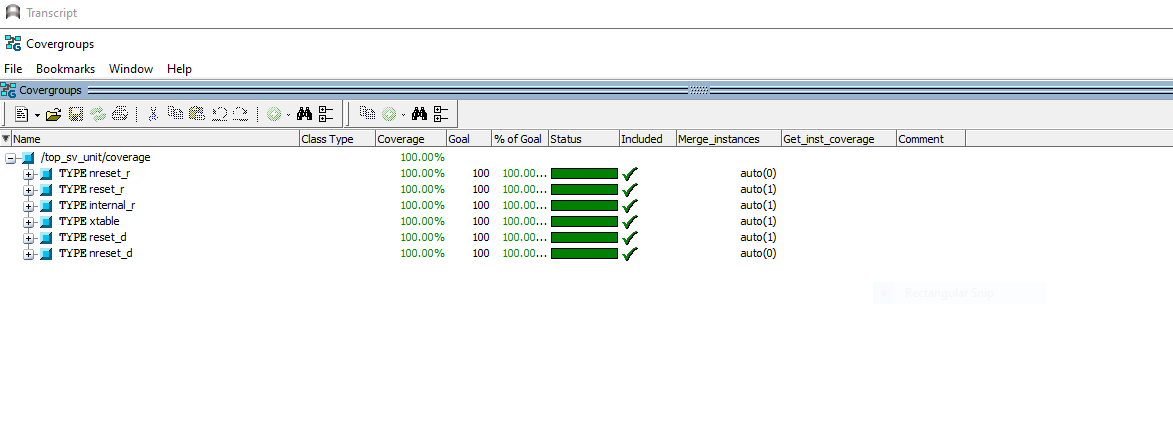 Transcript
Covergroups
File Bookmarks Window Help
Covergroups
Name Class Type Coverage Goal % of Goal Status Included Merge_instances Get_inst_coverage Comment
/top_sv_unit/coverage 100.00%
TYPE nreset_r 100.00% 100 100.00... auto(0)
TYPE reset_r 100.00% 100 100.00... auto(1)
TYPE internal_r 100.00% 100 100.00... auto(1)
TYPE xtable 100.00% 100 100.00... auto(1)
TYPE reset_d 100.00% 100 100.00... auto(1)
TYPE nreset_d 100.00% 100 100.00... auto(0)
Rectangular Snip